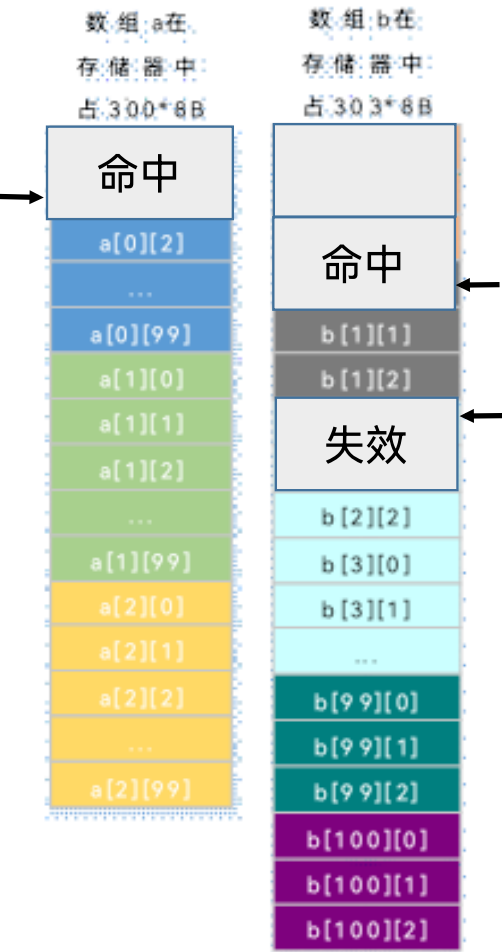 数组a在
存储器中
占300*8B
命中
a[0][2]
...
a[0][99]
a[1][0]
a[1][1]
a[1][2]
...
a[1][99]
a[2][0]
a[2][1]
a[2][2]
...
a[2][99]
数组b在
存储器中
占303*8B
命中
b[1][1]
b[1][2]
失效
b[2][2]
b[3][0]
b[3][1]
...
b[99][0]
b[99][1]
b[99][2]
b[100][0]
b[100][1]
b[100][2]